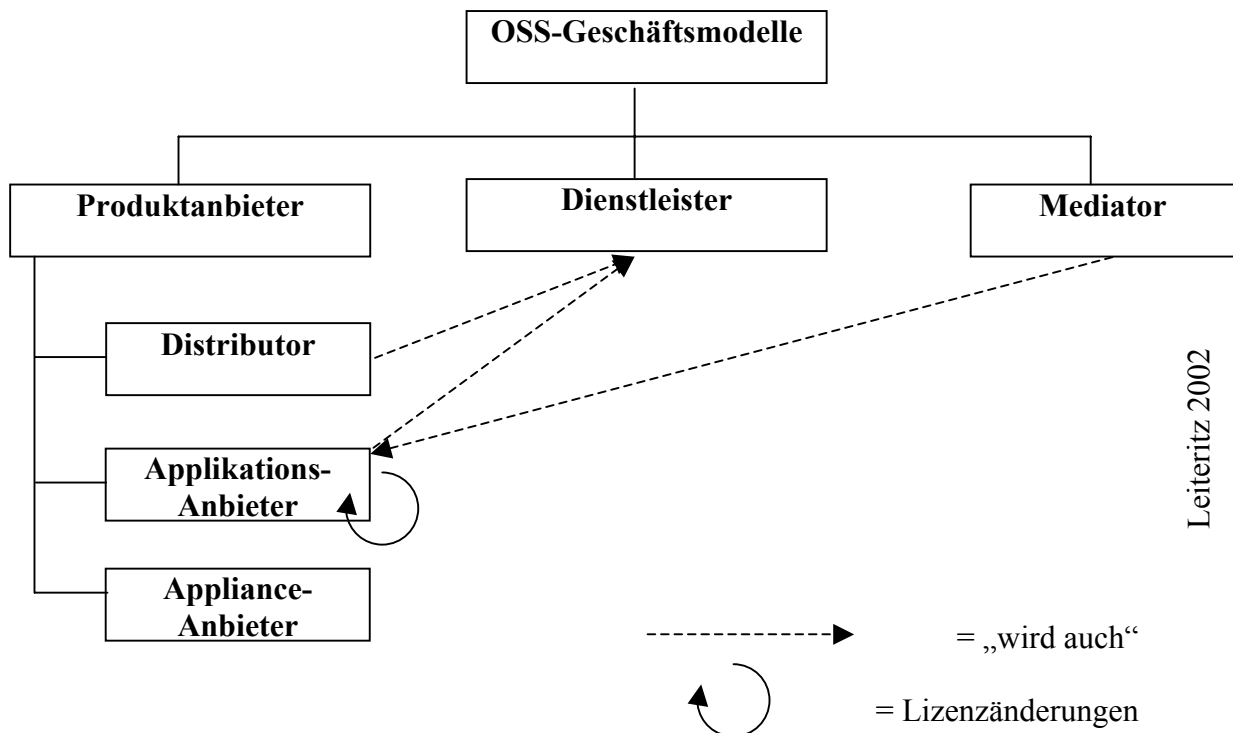 OSS-Geschäftsmodelle
Produktanbieter
Dienstleister
Mediator
Distributor
Applikations-
Anbieter
Appliance-
Anbieter
Leiteritz 2002
= „wird auch“
= Lizenzänderungen